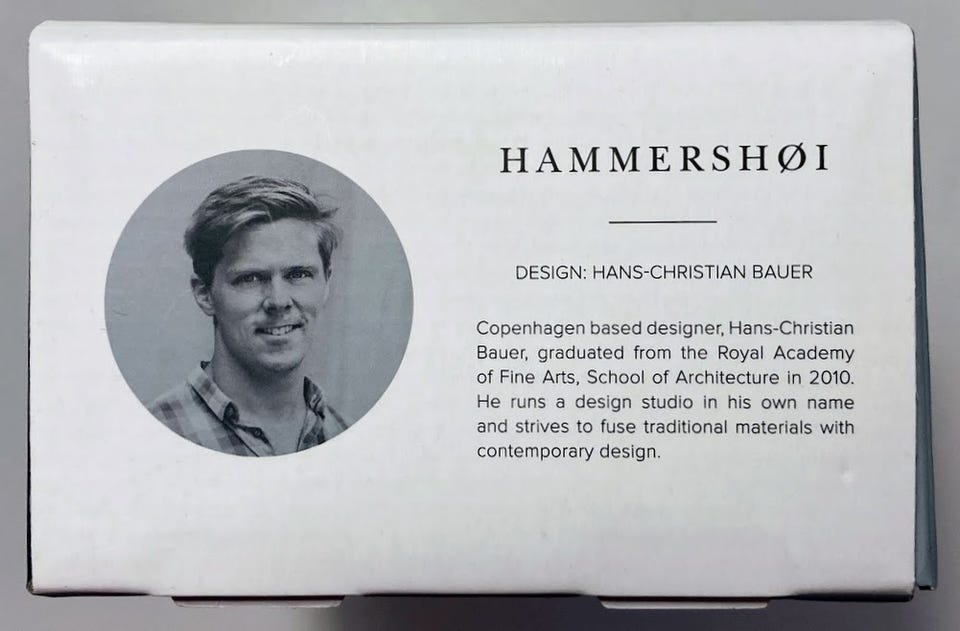 HAMMERSHØI
DESIGN: HANS-CHRISTIAN BAUER
Copenhagen based designer, Hans-Christian
Bauer, graduated from the Royal Academy
of Fine Arts, School of Architecture in 2010.
He runs a design studio in his own name
and strives to fuse traditional materials with
contemporary design.